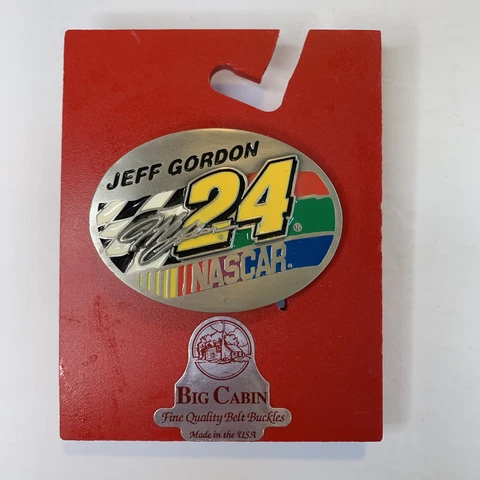 JEFF GORDON
24
NASCAR.
BIG CABIN
Fine Quality Belt Buckles
Made in the USA